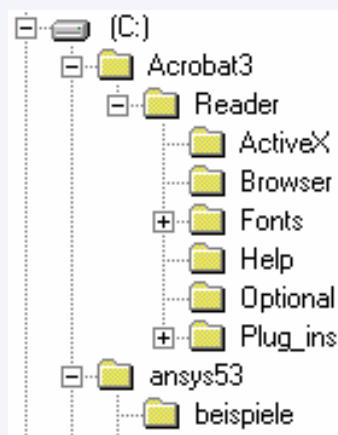 (C:)
Acrobat3
Reader
ActiveX
Browser
Fonts
Help
Optional
Plug_ins
ansys53
beispiele